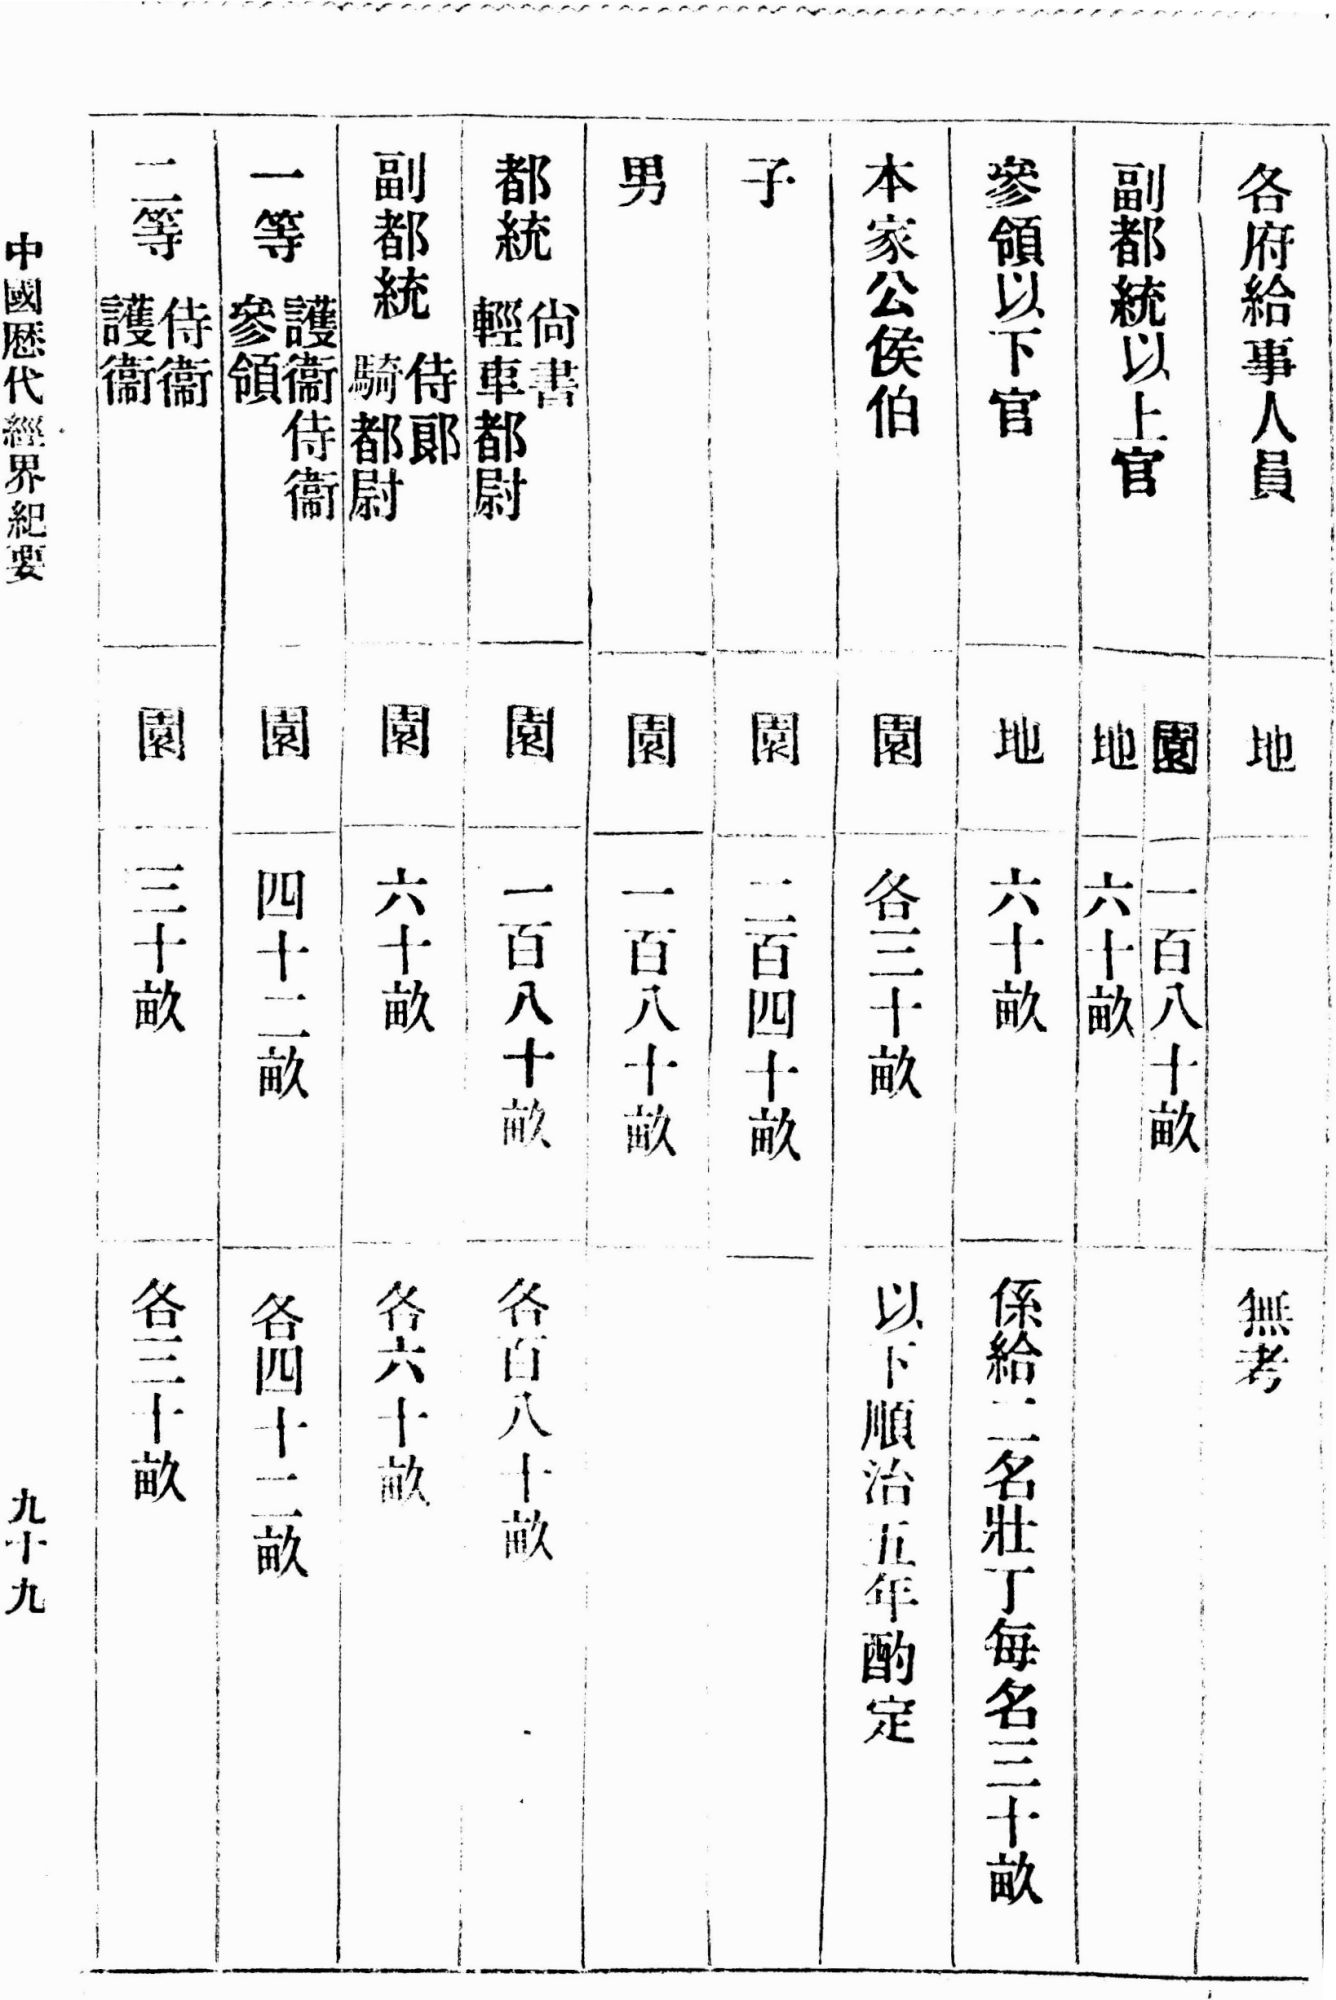 各府給事人員
地
無考
副都統以上官
園
一百八十畝
地
六十畝
參領以下官
地
六十畝
係給二名壯丁每名三十畝
本家公侯伯
園
各三十畝
以下順治五年酌定
子
園
二百四十畝
男
園
一百八十畝
都統
尙書
輕車都尉
園
一百八十畝
各百八十畝
副都統
侍郎
騎都尉
園
六十畝
各六十畝
一等
護衞侍衞
參領
園
四十二畝
各四十二畝
二等
侍衞
護衞
園
三十畝
各三十畝
中國歷代經界紀要
九十九